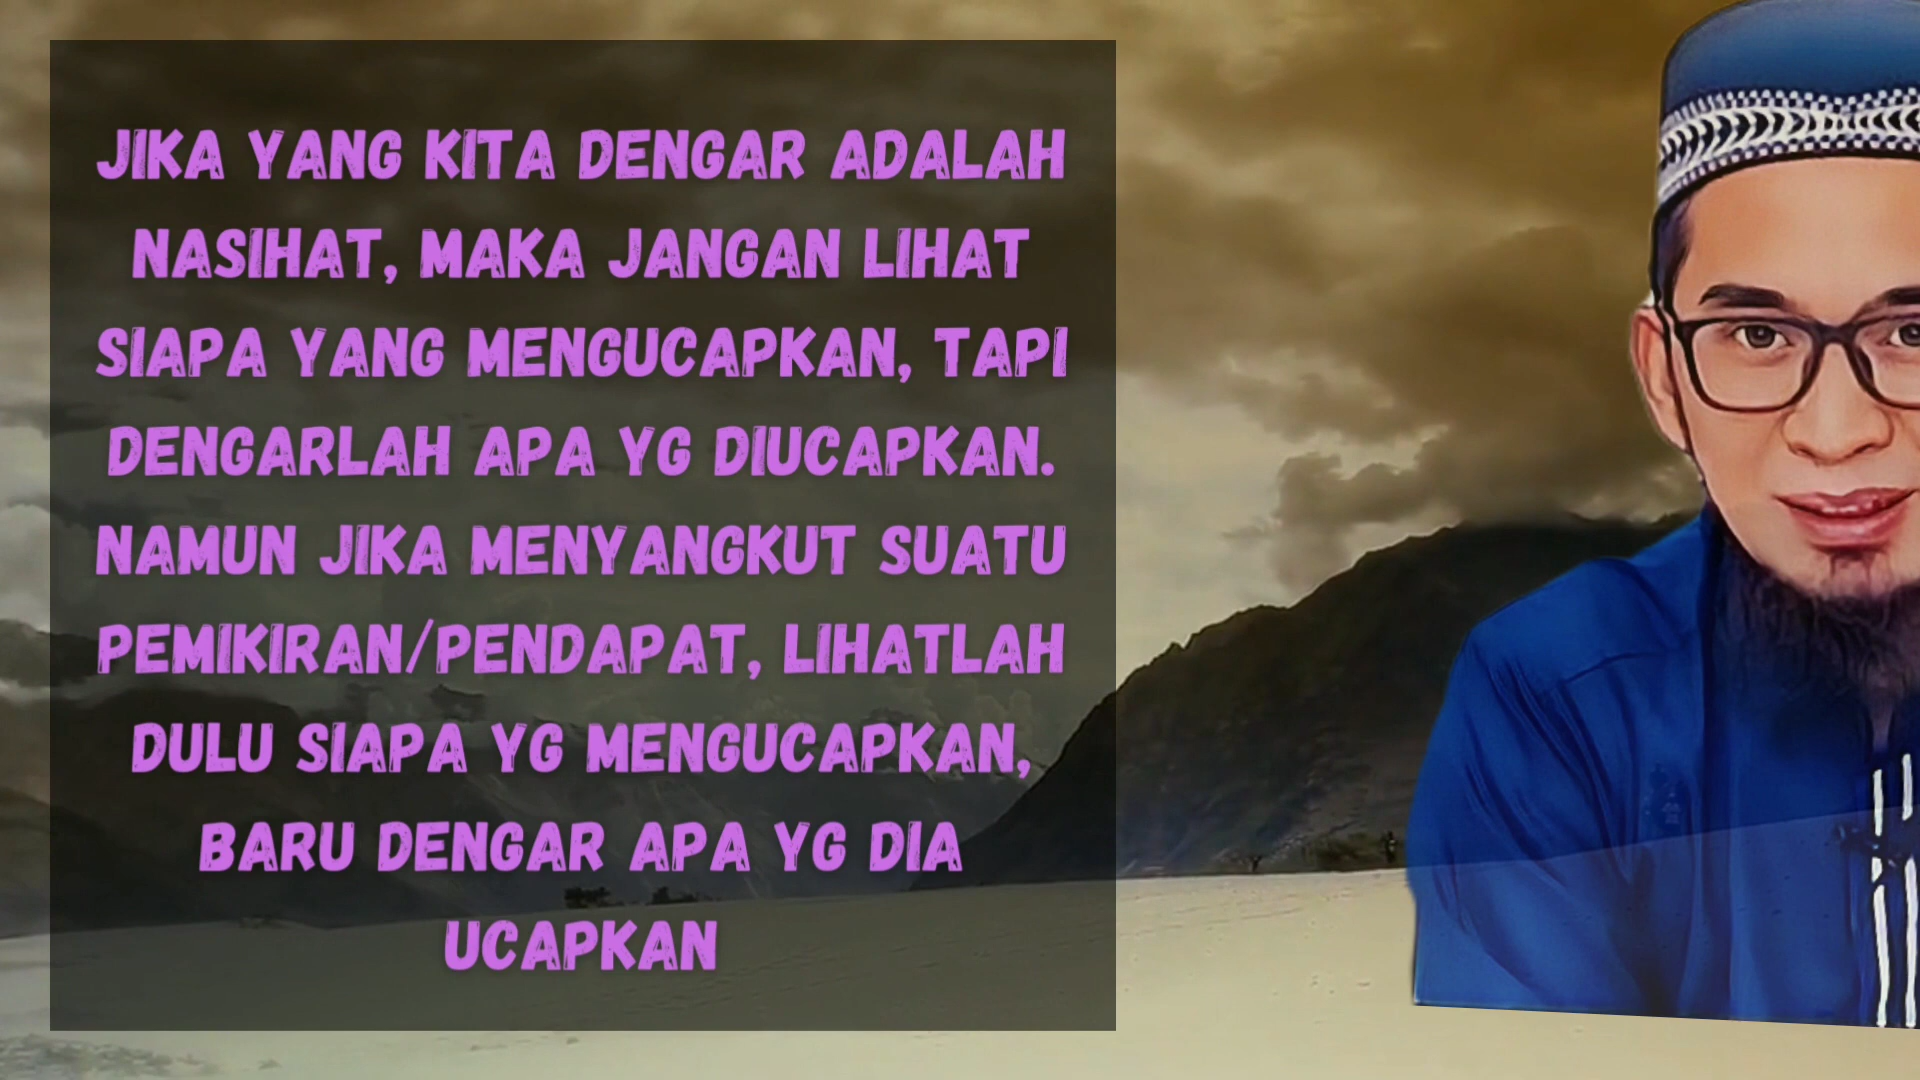 JIKA YANG KITA DENGAR ADALAH
NASIHAT, MAKA JANGAN LIHAT
SIAPA YANG MENGUCAPKAN, TAPI
DENGARLAH APA YG DIUCAPKAN.
NAMUN JIKA MENYANGKUT SUATU
PEMIKIRAN/PENDAPAT, LIHATLAH
DULU SIAPA YG MENGUCAPKAN,
BARU DENGAR APA YG DIA
UCAPKAN